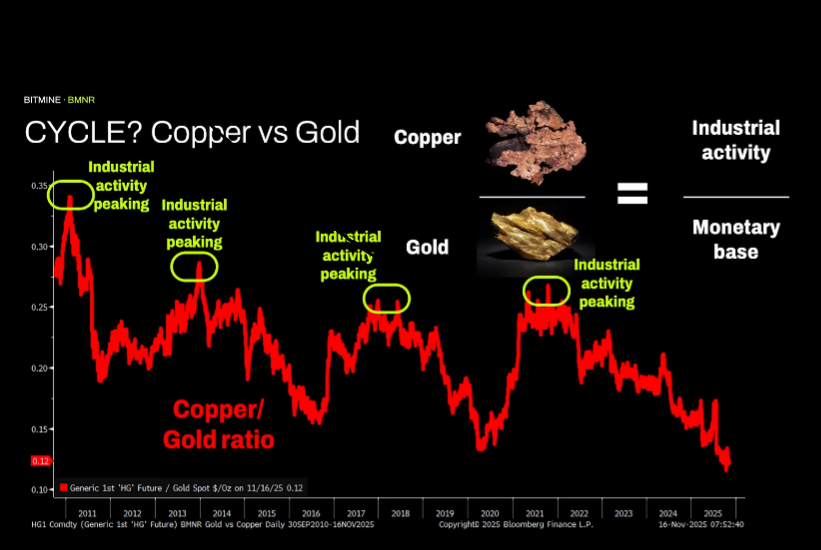 BITMINE · BMNR
CYCLE? Copper vs Gold
Copper
Gold
Industrial
activity
Monetary
base
Industrial
activity
peaking
Industrial
activity
peaking
Industrial
activity
peaking
Industrial
activity
peaking
Copper/
Gold ratio
0.35
0.30
0.25
0.20
0.15
0.12
0.10
Generic 1st 'HG' Future / Gold Spot $/Oz on 11/16/25 0.12
2011 2012 2013 2014 2015 2016 2017 2018 2019 2020 2021 2022 2023 2024 2025
HG1 Comdty (Generic 1st 'HG' Future) BMNR Gold vs Copper Daily 30SEP2010-16NOV2025 Copyright© 2025 Bloomberg Finance L.P. 16-Nov-2025 07:52:40